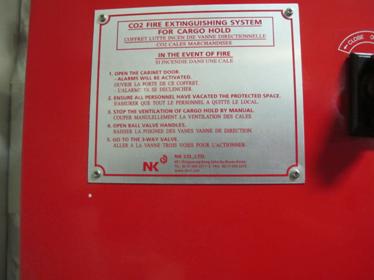 CO2 FIRE EXTINGUISHING SYSTEM
FOR CARGO HOLD
COFFRET LUTTE INCEN DIE VANNE DIRECTIONNELLE
CO2 CALES MARCHANDISES
IN THE EVENT OF FIRE
SI INCENDIE DANS UNE CALE
1. OPEN THE CABINET DOOR.
- ALARMS WILL BE ACTIVATED.
OUVRIR LA PORTE DE CE COFFRET.
- L'ALARME VA SE DECLENCHER
2. ENSURE ALL PERSONNEL HAS VACATED THE PROTECTED SPACE.
S'ASSURER QUE TOUT LE PERSONNEL A QUITTE LE LOCAL.
3. STOP THE VENTILATION OF CARGO HOLD BY MANUAL.
COUPER MANUELLEMENT LA VENTILATION DES CALES
4. OPEN BALL VALVE HANDLES.
BAISSER LA POIGNEE DES VANES VANNE DE DIRECTION
5. GO TO THE 3-WAY VALVE.
ALLER A LA VANNE TROIS VOIES POUR L'ACTIONNER
NK
NK CO.,LTD.
CLOSE